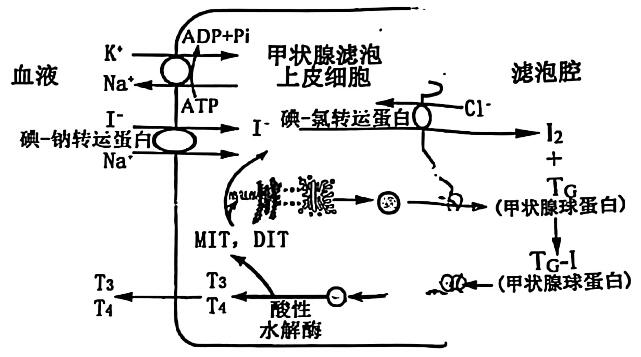 ADP+Pi
K⁺
Na⁺
ATP
血液
甲状腺滤泡
上皮细胞
滤泡腔
I⁻
碘-钠转运蛋白
Na⁺
I⁻
碘-氯转运蛋白
Cl⁻
I₂
+
TG
(甲状腺球蛋白)
MIT, DIT
TG-I
(甲状腺球蛋白)
T₃
T₄
T₃
T₄
酸性
水解酶